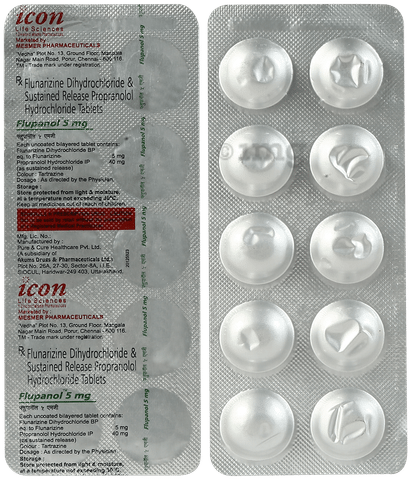 icon
Life Sciences
Marketed by :
MESMER PHARMACEUTICALS
"Vedha" Plot No. 13, Ground Floor, Mangala
Nagar Main Road, Porur, Chennai - 600 116.
TM - Trade mark under registration.
Rx Flunarizine Dihydrochloride &
Sustained Release Propranolol
Hydrochloride Tablets
Flupanol 5 mg
Each uncoated bilayered tablet contains:
Flunarizine Dihydrochloride BP
eq. to Flunarizine 5 mg
Propranolol Hydrochloride IP 40 mg
(as sustained release)
Colour : Tartrazine
Dosage : As directed by the Physician.
Storage :
Store protected from light & moisture,
at a temperature not exceeding 30°C.
Keep all medicines out of reach of children.
Mfg. Lic. No.:
Manufactured by :
Pure & Cure Healthcare Pvt. Ltd.
(A subsidiary of
Akums Drugs & Pharmaceuticals Ltd.)
Plot No. 26A, 27-30, Sector-8A, I.I.E.,
SIDCUL, Haridwar-249 403, Uttarakhand.
icon
Life Sciences
Marketed by :
MESMER PHARMACEUTICALS
"Vedha" Plot No. 13, Ground Floor, Mangala
Nagar Main Road, Porur, Chennai - 600 116.
TM - Trade mark under registration.
Rx Flunarizine Dihydrochloride &
Sustained Release Propranolol
Hydrochloride Tablets
Flupanol 5 mg
Each uncoated bilayered tablet contains:
Flunarizine Dihydrochloride BP
eq. to Flunarizine 5 mg
Propranolol Hydrochloride IP 40 mg
(as sustained release)
Colour : Tartrazine
Dosage : As directed by the Physician.
Storage :
Store protected from light & moisture,
at a temperature not exceeding 30°C.
Flupanol 5 mg
Flupanol 5 mg